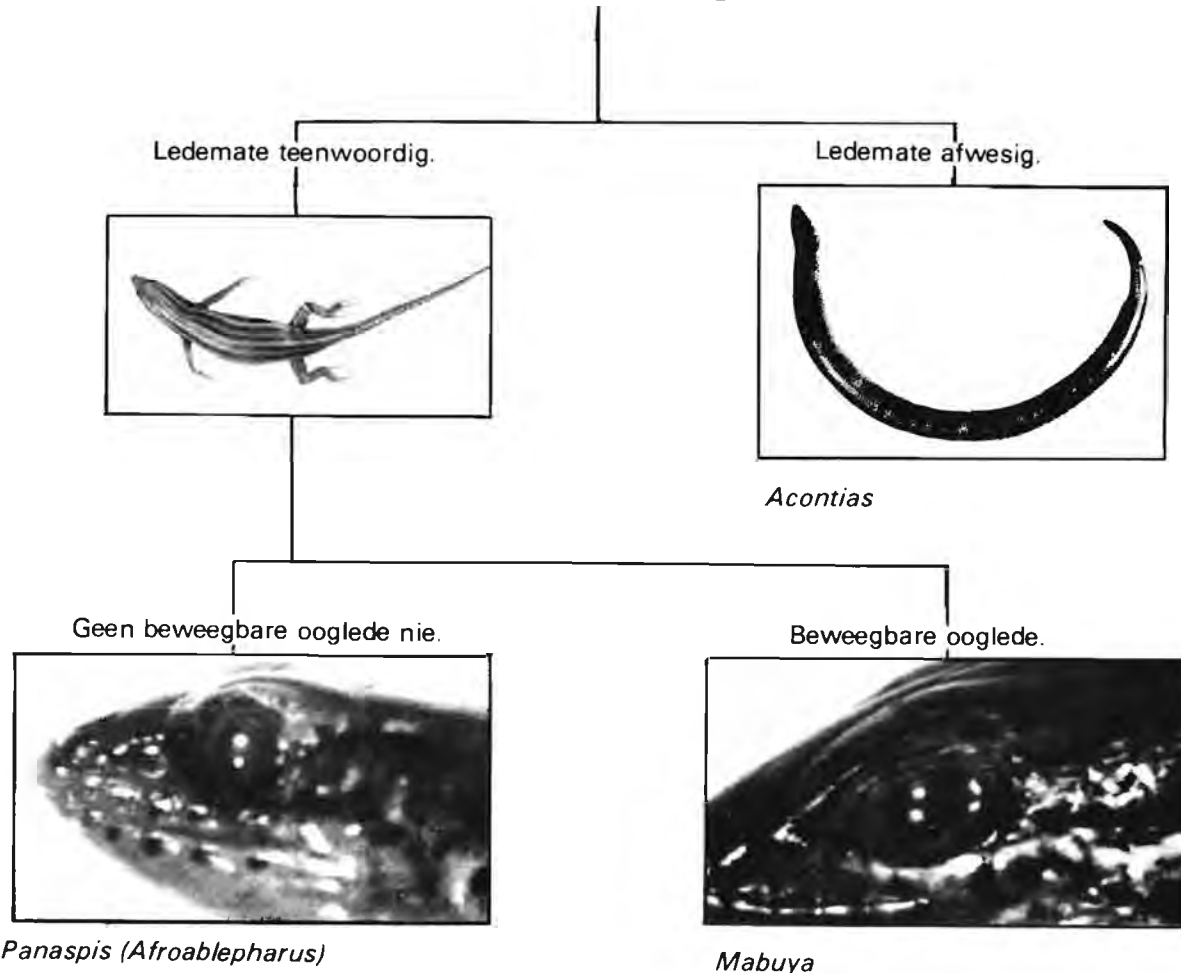 Ledemate teenwoordig.
Ledemate afwesig.
Acontias
Geen beweegbare ooglede nie.
Beweegbare ooglede.
Panaspis (Afroablepharus)
Mabuya